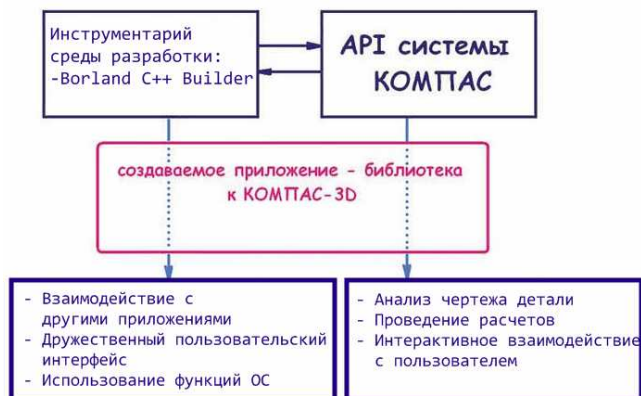 Инструментарий
среды разработки:
-Borland C++ Builder
API системы
КОМПАС
создаваемое приложение - библиотека
к КОМПАС-3D
- Взаимодействие с
другими приложениями
- Дружественный пользовательский
интерфейс
- Использование функций ОС
- Анализ чертежа детали
- Проведение расчетов
- Интерактивное взаимодействие
с пользователем